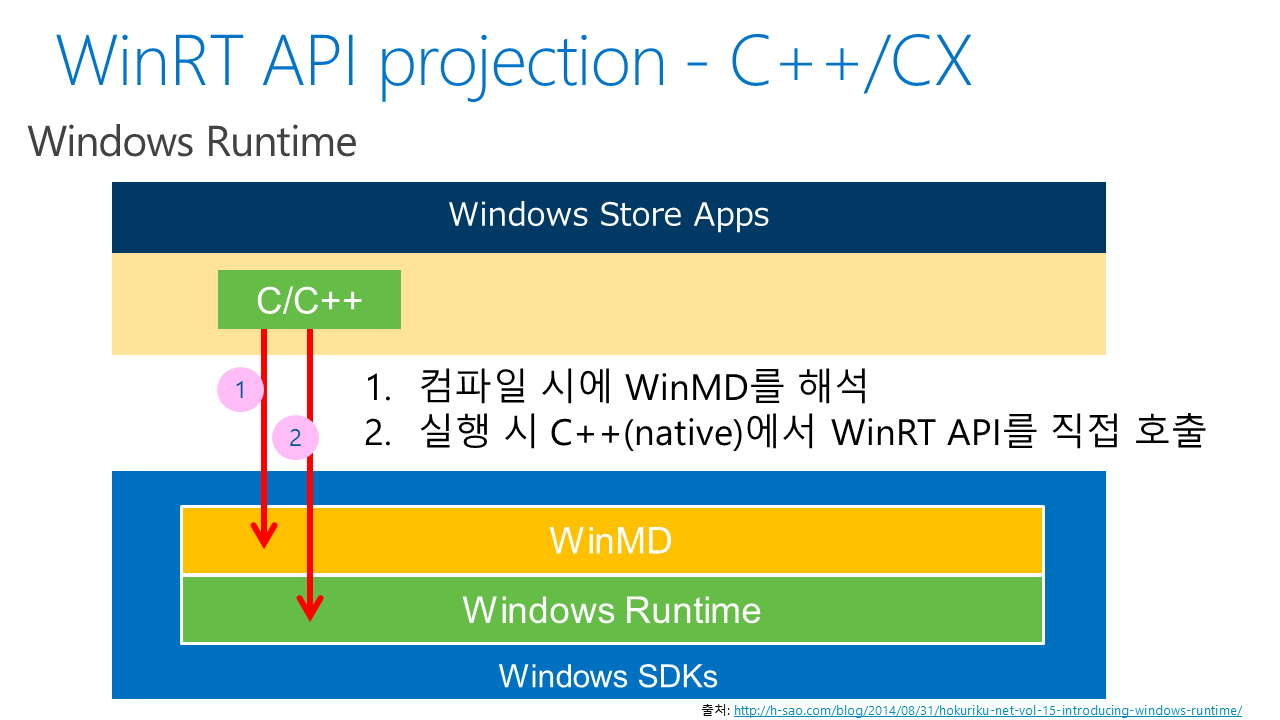 WinRT API projection - C++/CX
Windows Runtime
Windows Store Apps
C/C++
1
2
1. 컴파일 시에 WinMD를 해석
2. 실행 시 C++(native)에서 WinRT API를 직접 호출
WinMD
Windows Runtime
Windows SDKs
출처: http://h-sao.com/blog/2014/08/31/hokuriku-net-vol-15-introducing-windows-runtime/